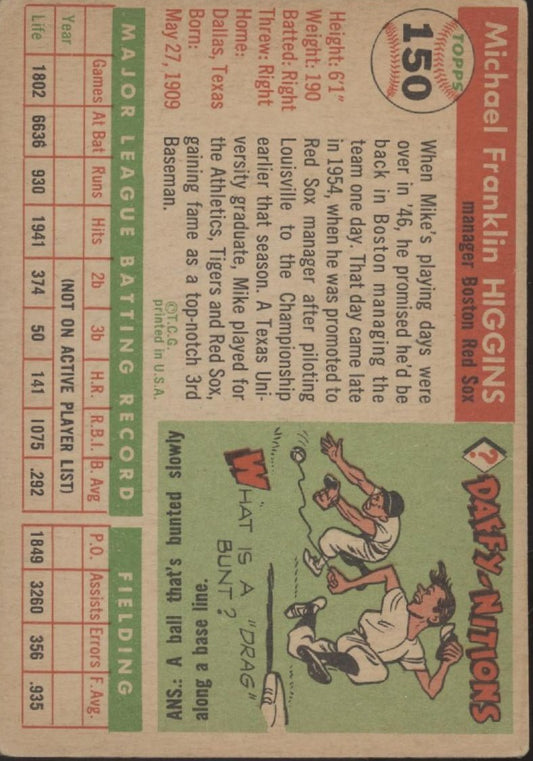 TOPPS
150
Michael Franklin HIGGINS
manager Boston Red Sox
Height: 6'1"
Weight: 190
Batted: Right
Threw: Right
Home:
Dallas, Texas
Born:
May 27, 1909
When Mike's playing days were
over in '46, he promised he'd be
back in Boston managing the
team one day. That day came late
in 1954, when he was promoted to
Red Sox manager after piloting
Louisville to the Championship
earlier that season. A Texas Uni-
versity graduate, Mike played for
the Athletics, Tigers and Red Sox,
gaining fame as a top-notch 3rd
Baseman.
©T.C.G.
printed in U.S.A.
? DAFFY-NITIONS
WHAT IS A "DRAG"
BUNT?
ANS.: A ball that's bunted slowly
along a base line.
MAJOR LEAGUE BATTING RECORD FIELDING
Year Games At Bat Runs Hits 2b 3b H.R. R.B.I. B. Avg P.O. Assists Errors F. Avg.
(NOT ON ACTIVE PLAYER LIST)
Life 1802 6636 930 1941 374 50 141 1075 .292 1849 3260 356 .935